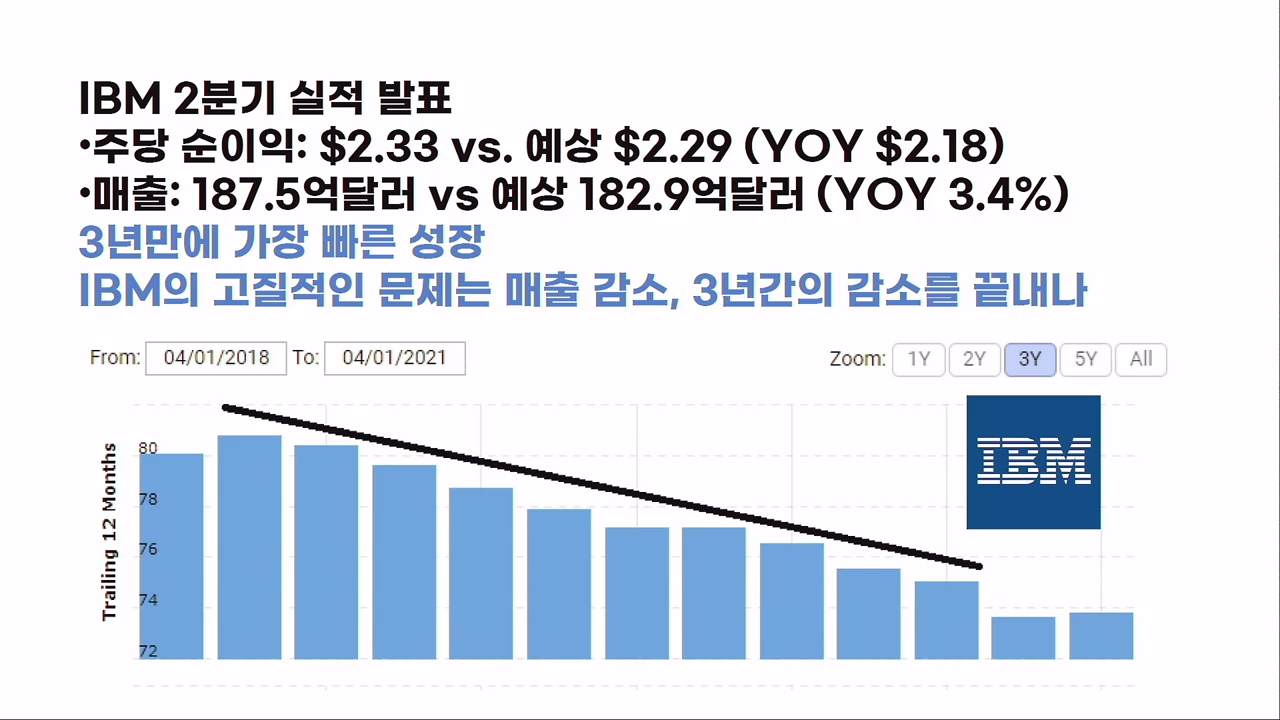 IBM 2분기 실적 발표
•주당 순이익: $2.33 vs. 예상 $2.29 (YOY $2.18)
•매출: 187.5억달러 vs 예상 182.9억달러 (YOY 3.4%)
3년만에 가장 빠른 성장
IBM의 고질적인 문제는 매출 감소, 3년간의 감소를 끝내나
From: 04/01/2018 To: 04/01/2021 Zoom: 1Y 2Y 3Y 5Y All
IBM
Trailing 12 Months
80
78
76
74
72